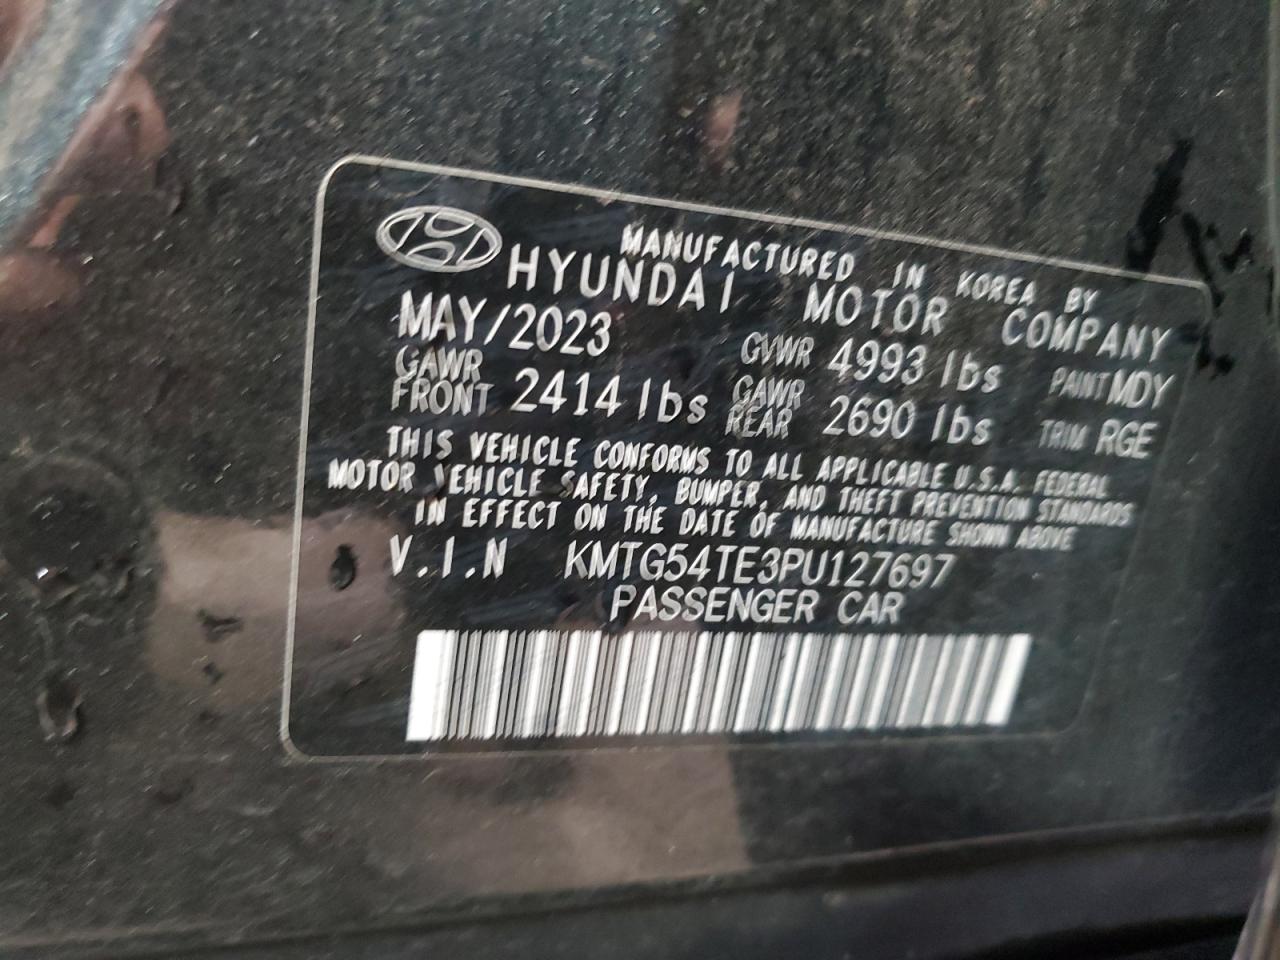 MANUFACTURED IN KOREA BY
HYUNDAI MOTOR COMPANY
MAY/2023 GVWR 4993 lbs PAINT MDY
GAWR FRONT 2414 lbs GAWR REAR 2690 lbs TRIM RGE
THIS VEHICLE CONFORMS TO ALL APPLICABLE U.S.A. FEDERAL
MOTOR VEHICLE SAFETY, BUMPER, AND THEFT PREVENTION STANDARDS
IN EFFECT ON THE DATE OF MANUFACTURE SHOWN ABOVE
V.I.N KMTG54TE3PU127697
PASSENGER CAR